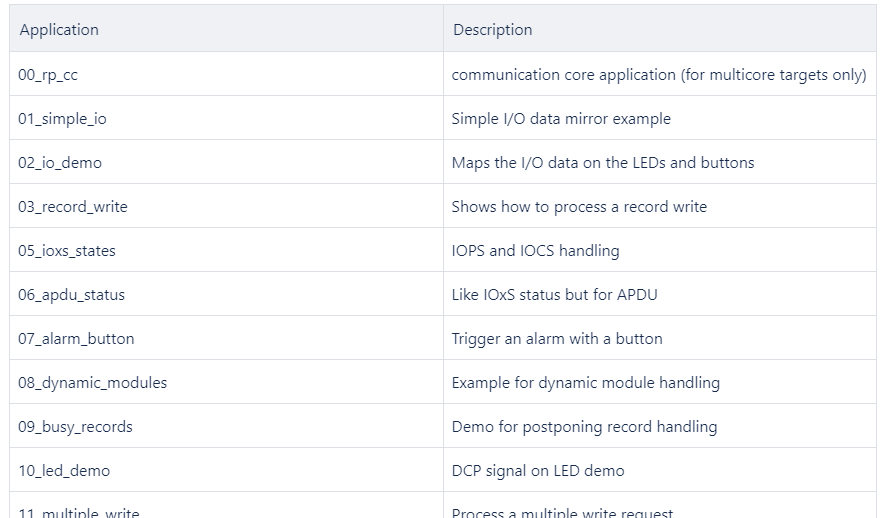 Application Description
00_rp_cc communication core application (for multicore targets only)
01_simple_io Simple I/O data mirror example
02_io_demo Maps the I/O data on the LEDs and buttons
03_record_write Shows how to process a record write
05_ioxs_states IOPS and IOCS handling
06_apdu_status Like IOxS status but for APDU
07_alarm_button Trigger an alarm with a button
08_dynamic_modules Example for dynamic module handling
09_busy_records Demo for postponing record handling
10_led_demo DCP signal on LED demo
11_multiple_write Process a multiple write request